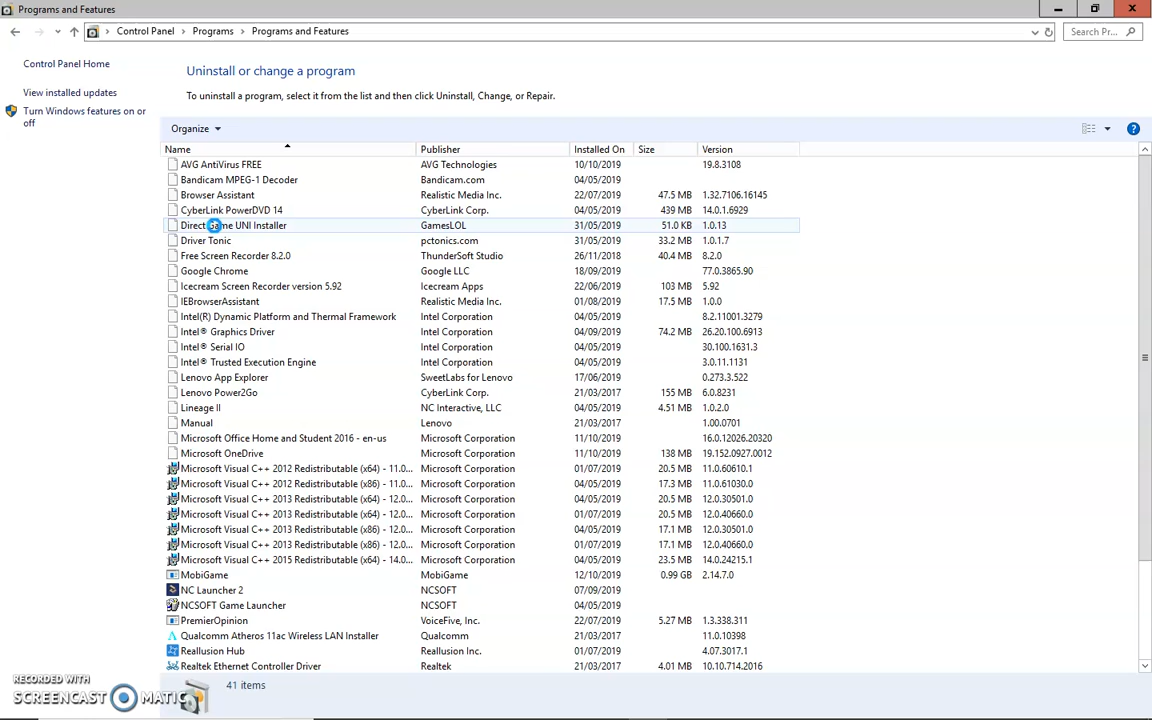 Programs and Features
Control Panel > Programs > Programs and Features
Search Pr...
Control Panel Home
View installed updates
Turn Windows features on or
off
Uninstall or change a program
To uninstall a program, select it from the list and then click Uninstall, Change, or Repair.
Organize
Name Publisher Installed On Size Version
AVG AntiVirus FREE AVG Technologies 10/10/2019 19.8.3108
Bandicam MPEG-1 Decoder Bandicam.com 04/05/2019
Browser Assistant Realistic Media Inc. 22/07/2019 47.5 MB 1.32.7106.16145
CyberLink PowerDVD 14 CyberLink Corp. 04/05/2019 439 MB 14.0.1.6929
Direct Game UNI Installer GamesLOL 31/05/2019 51.0 KB 1.0.13
Driver Tonic pctonics.com 31/05/2019 33.2 MB 1.0.1.7
Free Screen Recorder 8.2.0 ThunderSoft Studio 26/11/2018 40.4 MB 8.2.0
Google Chrome Google LLC 18/09/2019 77.0.3865.90
Icecream Screen Recorder version 5.92 Icecream Apps 22/06/2019 103 MB 5.92
IEBrowserAssistant Realistic Media Inc. 01/08/2019 17.5 MB 1.0.0
Intel(R) Dynamic Platform and Thermal Framework Intel Corporation 04/05/2019 8.2.11001.3279
Intel® Graphics Driver Intel Corporation 04/09/2019 74.2 MB 26.20.100.6913
Intel® Serial IO Intel Corporation 04/05/2019 30.100.1631.3
Intel® Trusted Execution Engine Intel Corporation 04/05/2019 3.0.11.1131
Lenovo App Explorer SweetLabs for Lenovo 17/06/2019 0.273.3.522
Lenovo Power2Go CyberLink Corp. 21/03/2017 155 MB 6.0.8231
Lineage II NC Interactive, LLC 04/05/2019 4.51 MB 1.0.2.0
Manual Lenovo 21/03/2017 1.00.0701
Microsoft Office Home and Student 2016 - en-us Microsoft Corporation 11/10/2019 16.0.12026.20320
Microsoft OneDrive Microsoft Corporation 11/10/2019 138 MB 19.152.0927.0012
Microsoft Visual C++ 2012 Redistributable (x64) - 11.0... Microsoft Corporation 01/07/2019 20.5 MB 11.0.60610.1
Microsoft Visual C++ 2012 Redistributable (x86) - 11.0... Microsoft Corporation 04/05/2019 17.3 MB 11.0.61030.0
Microsoft Visual C++ 2013 Redistributable (x64) - 12.0... Microsoft Corporation 04/05/2019 20.5 MB 12.0.30501.0
Microsoft Visual C++ 2013 Redistributable (x64) - 12.0... Microsoft Corporation 01/07/2019 20.5 MB 12.0.40660.0
Microsoft Visual C++ 2013 Redistributable (x86) - 12.0... Microsoft Corporation 04/05/2019 17.1 MB 12.0.30501.0
Microsoft Visual C++ 2013 Redistributable (x86) - 12.0... Microsoft Corporation 01/07/2019 17.1 MB 12.0.40660.0
Microsoft Visual C++ 2015 Redistributable (x64) - 14.0... Microsoft Corporation 04/05/2019 23.5 MB 14.0.24215.1
MobiGame MobiGame 12/10/2019 0.99 GB 2.14.7.0
NC Launcher 2 NCSOFT 07/09/2019
NCSOFT Game Launcher NCSOFT 04/05/2019
PremierOpinion VoiceFive, Inc. 22/07/2019 5.27 MB 1.3.338.311
Qualcomm Atheros 11ac Wireless LAN Installer Qualcomm 21/03/2017 11.0.10398
Reallusion Hub Reallusion Inc. 04/05/2019 4.07.3017.1
Realtek Ethernet Controller Driver Realtek 21/03/2017 4.01 MB 10.10.714.2016
41 items
RECORDED WITH
SCREENCAST MATIC